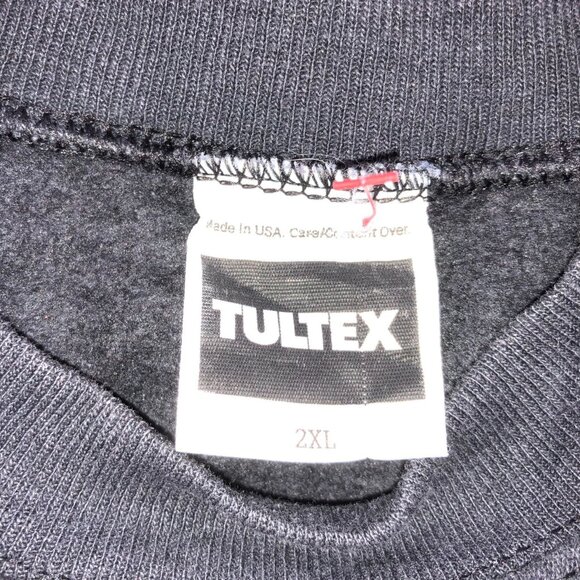 Made In USA. Care/Content Over.
TULTEX
2XL